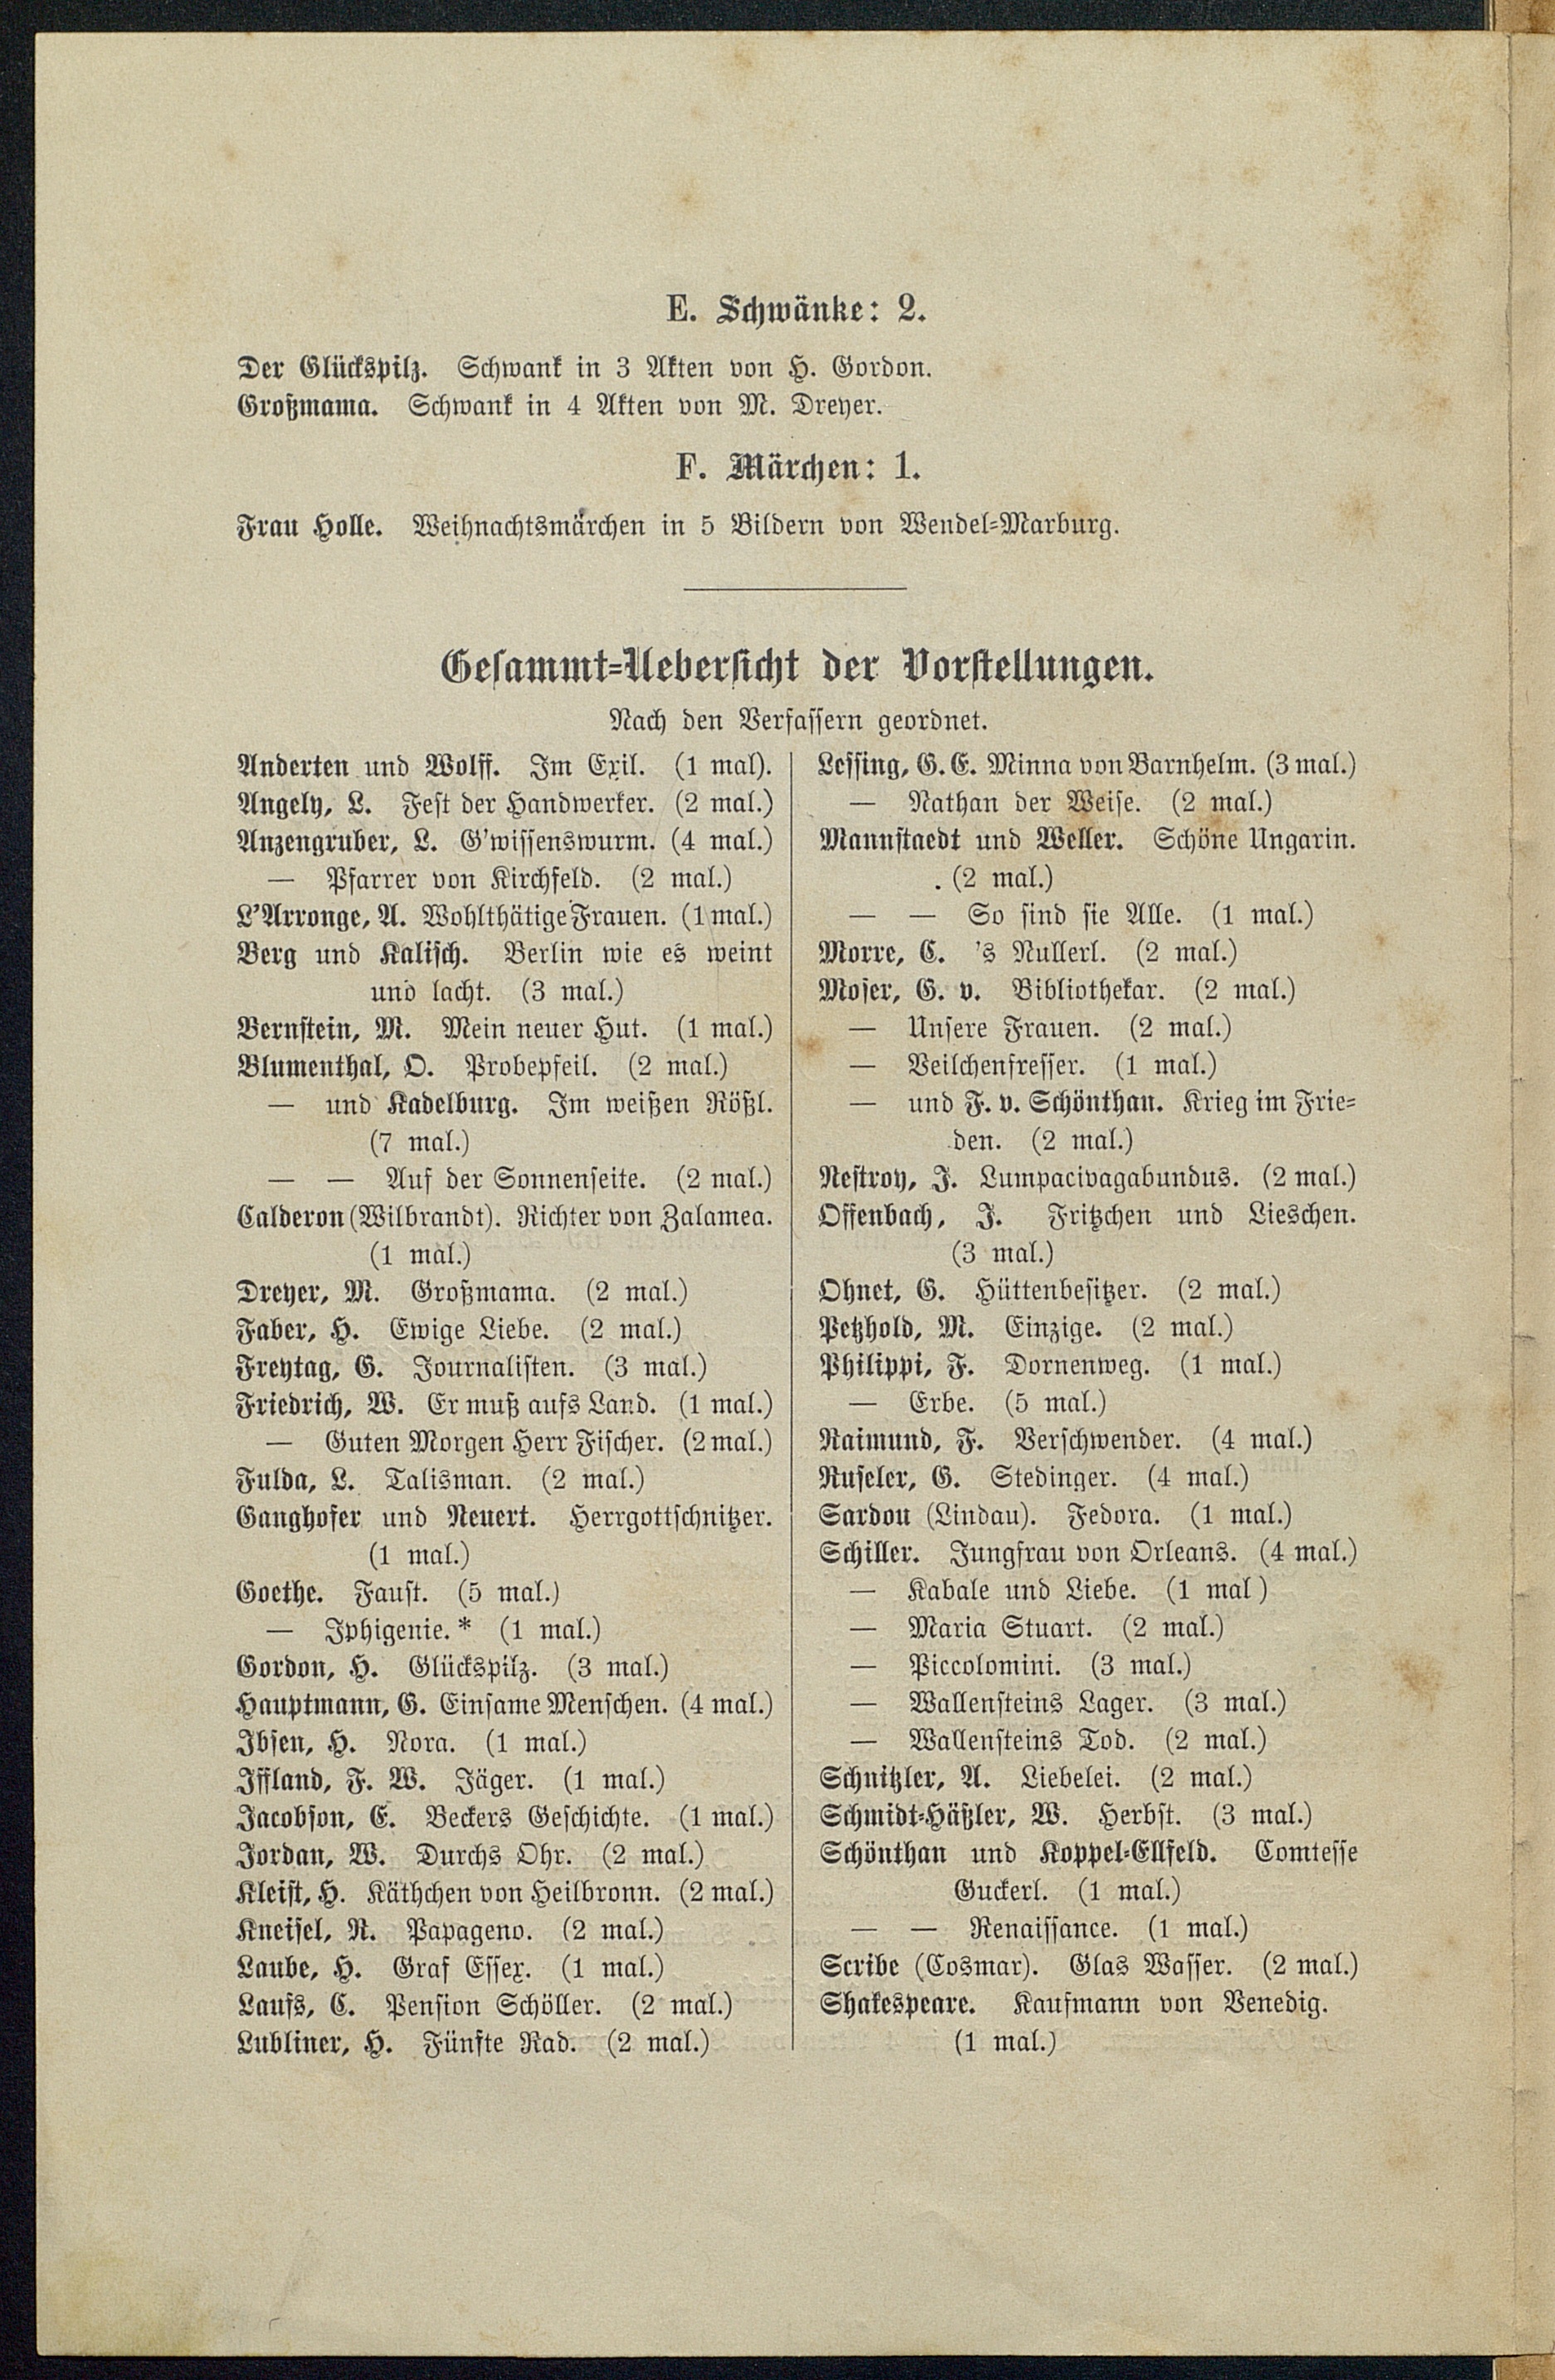 E. Schwänke: 2.
Der Glückspilz. Schwank in 3 Akten von H. Gordon.
Großmama. Schwank in 4 Akten von M. Dreyer.
F. Märchen: 1.
Frau Holle. Weihnachtsmärchen in 5 Bildern von Wendel=Marburg.
Gesammt=Uebersicht der Vorstellungen.
Nach den Verfassern geordnet.
Anderten und Wolff. Im Exil. (1 mal).
Angely, L. Fest der Handwerker. (2 mal.)
Anzengruber, L. G'wissenswurm. (4 mal.)
— Pfarrer von Kirchfeld. (2 mal.)
L'Arronge, A. Wohlthätige Frauen. (1 mal.)
Berg und Kalisch. Berlin wie es weint
und lacht. (3 mal.)
Bernstein, M. Mein neuer Hut. (1 mal.)
Blumenthal, O. Probepfeil. (2 mal.)
— und Kadelburg. Im weißen Rößl.
(7 mal.)
— — Auf der Sonnenseite. (2 mal.)
Calderon (Wilbrandt). Richter von Zalamea.
(1 mal.)
Dreyer, M. Großmama. (2 mal.)
Faber, H. Ewige Liebe. (2 mal.)
Freytag, G. Journalisten. (3 mal.)
Friedrich, W. Er muß aufs Land. (1 mal.)
— Guten Morgen Herr Fischer. (2 mal.)
Fulda, L. Talisman. (2 mal.)
Ganghofer und Neuert. Herrgottschnitzer.
(1 mal.)
Goethe. Faust. (5 mal.)
— Iphigenie. * (1 mal.)
Gordon, H. Glückspilz. (3 mal.)
Hauptmann, G. Einsame Menschen. (4 mal.)
Ibsen, H. Nora. (1 mal.)
Iffland, F. W. Jäger. (1 mal.)
Jacobson, E. Beckers Geschichte. (1 mal.)
Jordan, W. Durchs Ohr. (2 mal.)
Kleist, H. Käthchen von Heilbronn. (2 mal.)
Kneisel, R. Papageno. (2 mal.)
Laube, H. Graf Essex. (1 mal.)
Laufs, C. Pension Schöller. (2 mal.)
Lubliner, H. Fünfte Rad. (2 mal.)
Lessing, G. E. Minna von Barnhelm. (3 mal.)
— Nathan der Weise. (2 mal.)
Mannstaedt und Weller. Schöne Ungarin.
. (2 mal.)
— — So sind sie Alle. (1 mal.)
Morre, C. 's Nullerl. (2 mal.)
Moser, G. v. Bibliothekar. (2 mal.)
— Unsere Frauen. (2 mal.)
— Veilchenfresser. (1 mal.)
— und F. v. Schönthan. Krieg im Frie=
den. (2 mal.)
Nestroy, J. Lumpacivagabundus. (2 mal.)
Offenbach, J. Fritzchen und Lieschen.
(3 mal.)
Ohnet, G. Hüttenbesitzer. (2 mal.)
Petzhold, M. Einzige. (2 mal.)
Philippi, F. Dornenweg. (1 mal.)
— Erbe. (5 mal.)
Raimund, F. Verschwender. (4 mal.)
Ruseler, G. Stedinger. (4 mal.)
Sardou (Lindau). Fedora. (1 mal.)
Schiller. Jungfrau von Orleans. (4 mal.)
— Kabale und Liebe. (1 mal )
— Maria Stuart. (2 mal.)
— Piccolomini. (3 mal.)
— Wallensteins Lager. (3 mal.)
— Wallensteins Tod. (2 mal.)
Schnitzler, A. Liebelei. (2 mal.)
Schmidt=Häßler, W. Herbst. (3 mal.)
Schönthan und Koppel=Ellfeld. Comtesse
Guckerl. (1 mal.)
— — Renaissance. (1 mal.)
Scribe (Cosmar). Glas Wasser. (2 mal.)
Shakespeare. Kaufmann von Venedig.
(1 mal.)